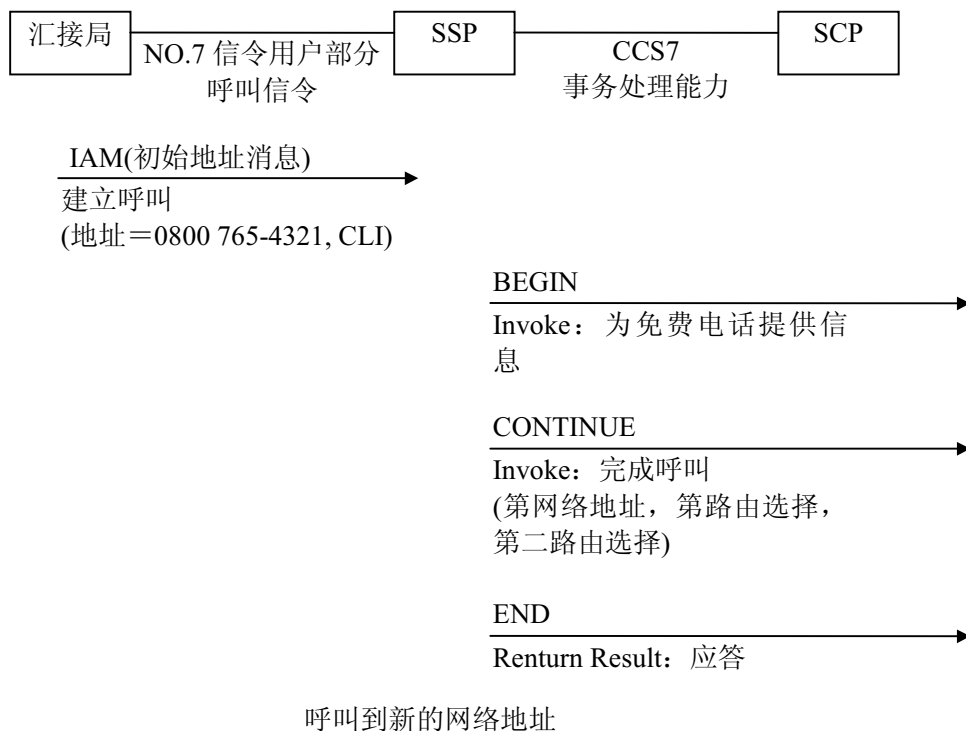 汇接局
SSP
SCP
NO.7 信令用户部分
呼叫信令
CCS7
事务处理能力
IAM(初始地址消息)
建立呼叫
(地址＝0800 765-4321, CLI)
BEGIN
Invoke：为免费电话提供信
息
CONTINUE
Invoke：完成呼叫
(第网络地址，第路由选择，
第二路由选择)
END
Renturn Result：应答
呼叫到新的网络地址